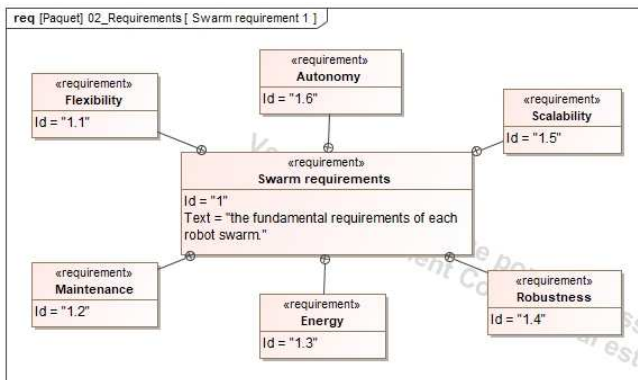 req [Paquet] 02_Requirements [ Swarm requirement 1 ]
«requirement»
Autonomy
Id = "1.6"
«requirement»
Flexibility
Id = "1.1"
«requirement»
Scalability
Id = "1.5"
«requirement»
Swarm requirements
Id = "1"
Text = "the fundamental requirements of each
robot swarm."
«requirement»
Maintenance
Id = "1.2"
«requirement»
Energy
Id = "1.3"
«requirement»
Robustness
Id = "1.4"